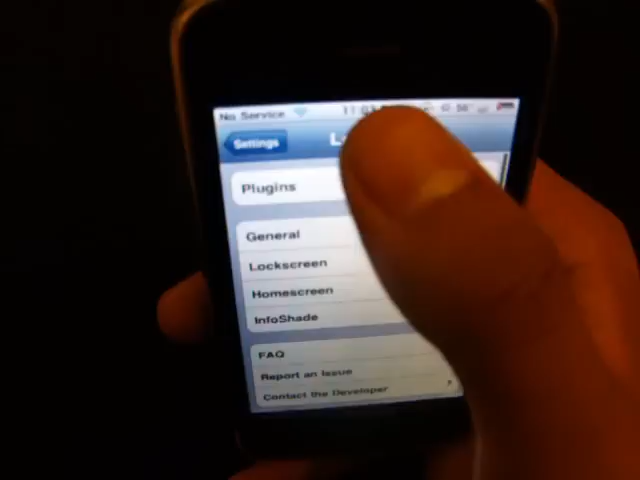 No Service
Settings
Plugins
General
Lockscreen
Homescreen
InfoShade
FAQ
Report an Issue
Contact the Developer